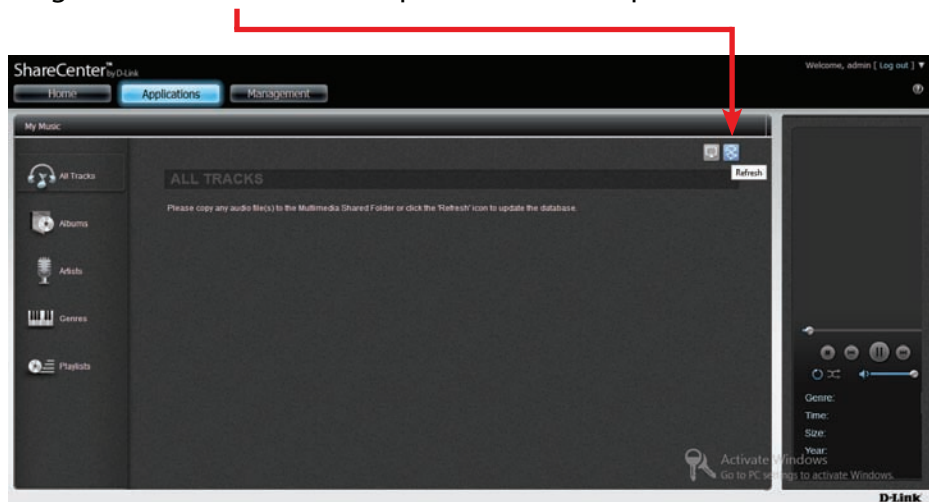 ShareCenter™ by D-Link
Welcome, admin [ Log out ] ▼
Home
Applications
Management
My Music
All Tracks
Albums
Artists
Genres
Playlists
Refresh
ALL TRACKS
Please copy any audio file(s) to the Multimedia Shared Folder or click the 'Refresh' icon to update the database.
Genre:
Time:
Size:
Year:
Activate Windows
Go to PC settings to activate Windows.
D-Link